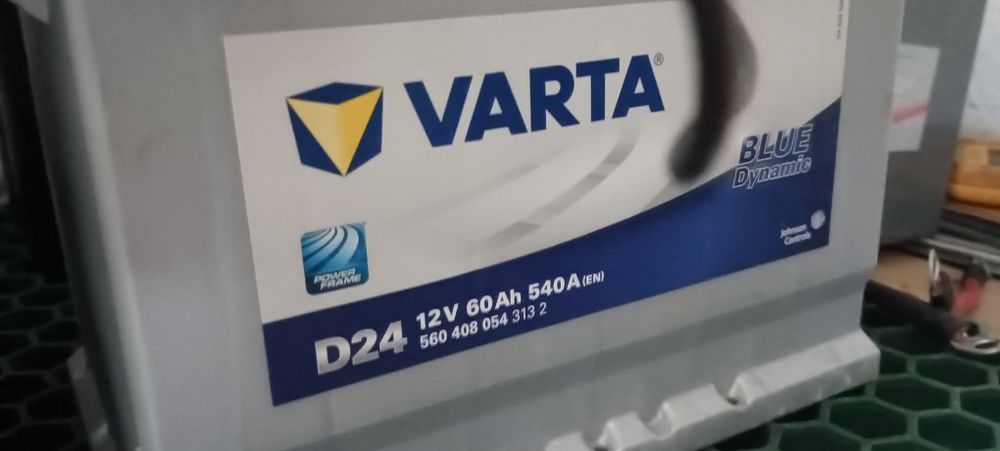 VARTA®
BLUE
Dynamic
Johnson
Controls
POWER
FRAME
D24
12V 60Ah 540A (EN)
560 408 054 313 2